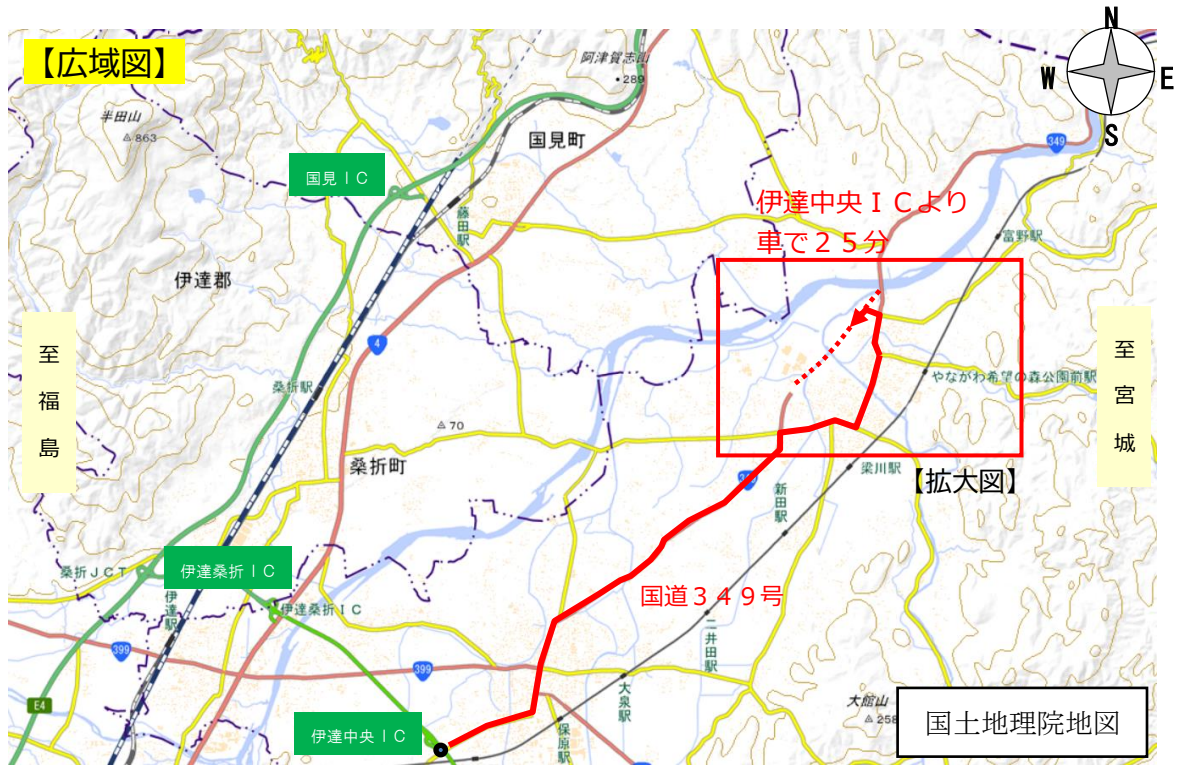 【広域図】
N
W
E
S
阿津賀志山
・289
半田山
△863
国見町
349
国見IC
藤田駅
伊達中央ICより
車で25分
富野駅
伊達郡
至福島
至宮城
4
桑折駅
やながわ希望の森公園前駅
△70
桑折町
梁川駅
【拡大図】
新田駅
桑折JCT
伊達桑折IC
伊達桑折IC
伊達駅
国道349号
二井田駅
399
399
大泉駅
E4
大館山
△258
国土地理院地図
伊達中央IC
保原駅